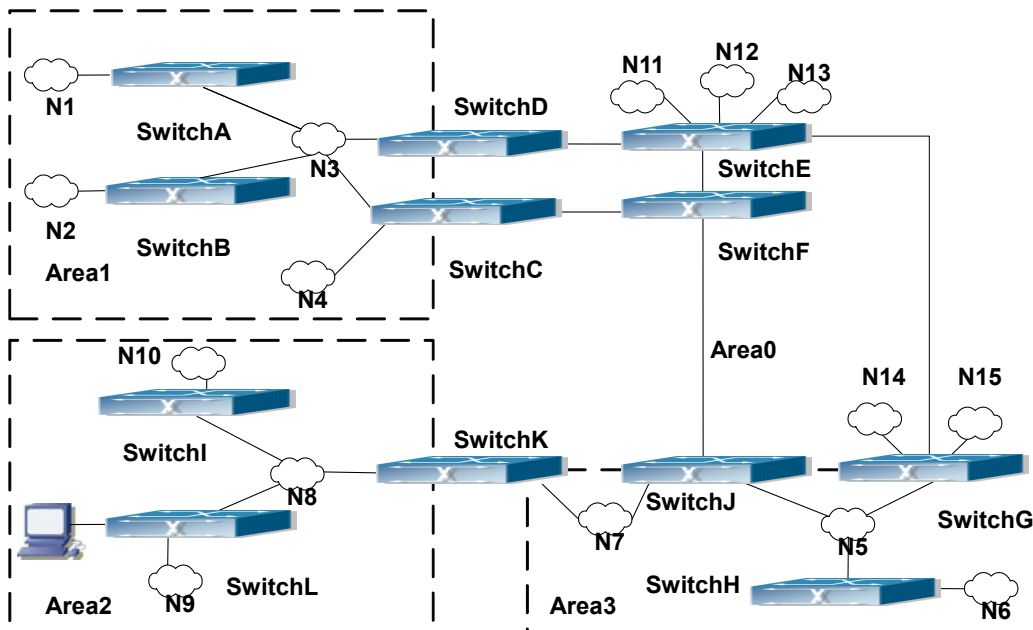 N11
N12
N13
SwitchD
N1
SwitchA
N3
SwitchE
N2
SwitchB
SwitchC
SwitchF
Area1
N4
Area0
N10
N14
N15
SwitchI
SwitchK
N8
SwitchJ
SwitchG
N7
N5
SwitchL
SwitchH
Area2
N9
Area3
N6